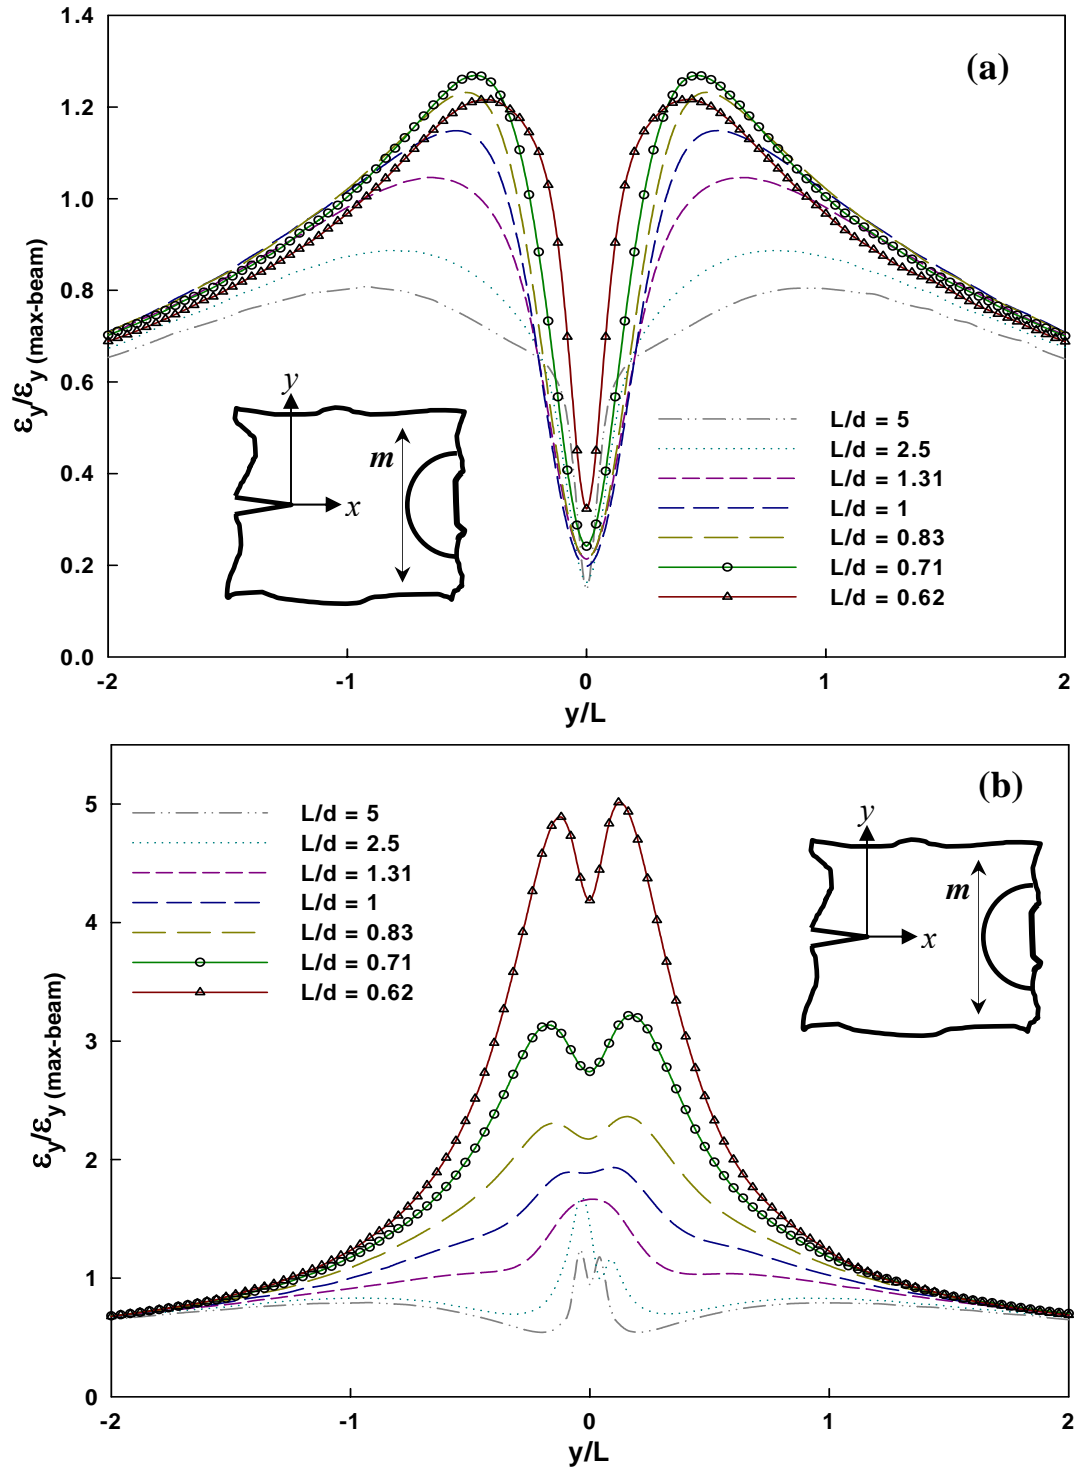 1.4
(a)
1.2
1.0
0.8
0.6
0.4
0.2
0.0
εy/εy (max-beam)
y
m
x
L/d = 5
L/d = 2.5
L/d = 1.31
L/d = 1
L/d = 0.83
L/d = 0.71
L/d = 0.62
-2
-1
0
1
2
y/L
(b)
5
4
3
2
1
0
εy/εy (max-beam)
L/d = 5
L/d = 2.5
L/d = 1.31
L/d = 1
L/d = 0.83
L/d = 0.71
L/d = 0.62
y
m
x
-2
-1
0
1
2
y/L